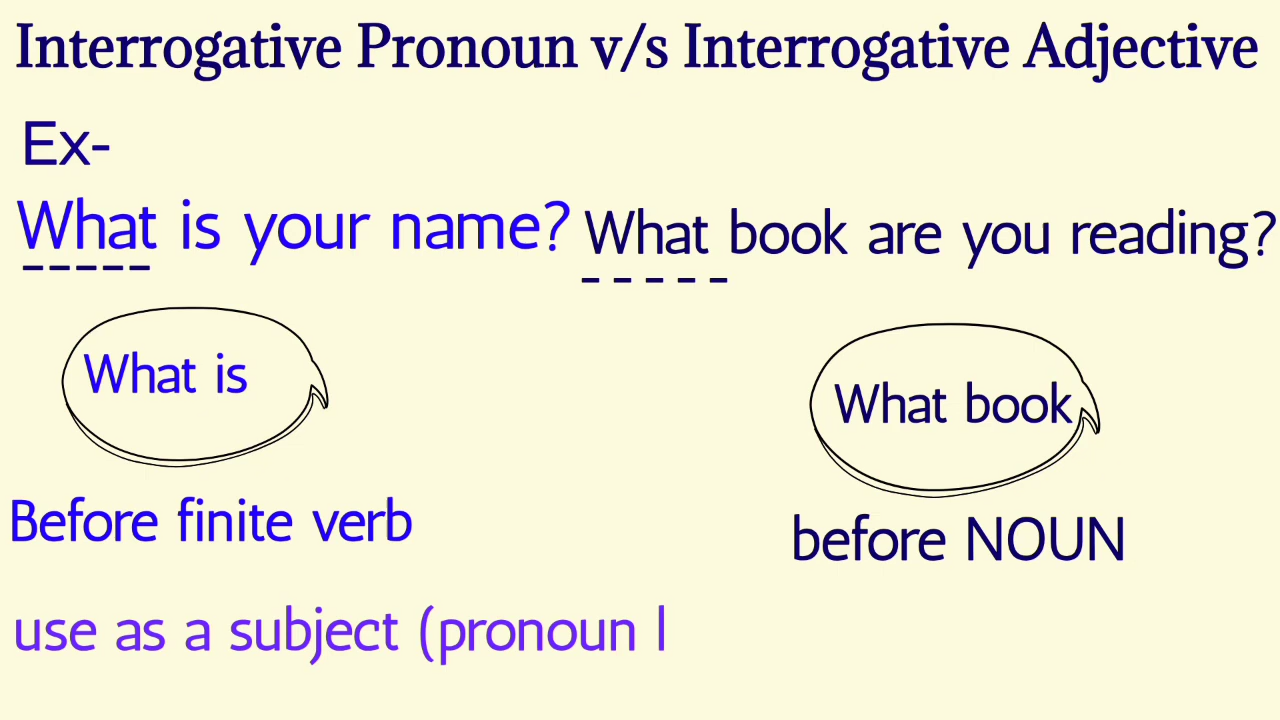 Interrogative Pronoun v/s Interrogative Adjective
Ex-
What is your name?
What book are you reading?
What is
What book
Before finite verb
before NOUN
use as a subject (pronoun l